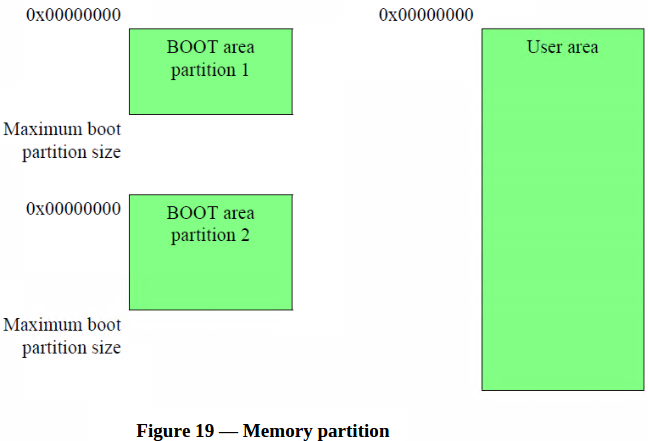 0x00000000
BOOT area
partition 1
Maximum boot
partition size
0x00000000
BOOT area
partition 2
Maximum boot
partition size
0x00000000
User area
Figure 19 — Memory partition